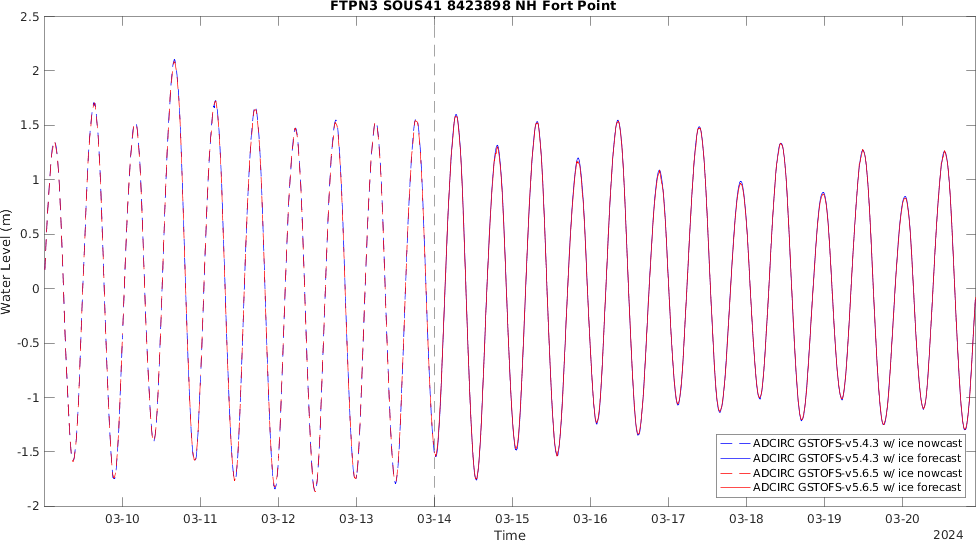 FTPN3 SOUS41 8423898 NH Fort Point
2.5
2
1.5
1
0.5
0
-0.5
-1
-1.5
-2
Water Level (m)
03-10 03-11 03-12 03-13 03-14 03-15 03-16 03-17 03-18 03-19 03-20
Time
2024
ADCIRC GSTOFS-v5.4.3 w/ ice nowcast
ADCIRC GSTOFS-v5.4.3 w/ ice forecast
ADCIRC GSTOFS-v5.6.5 w/ ice nowcast
ADCIRC GSTOFS-v5.6.5 w/ ice forecast